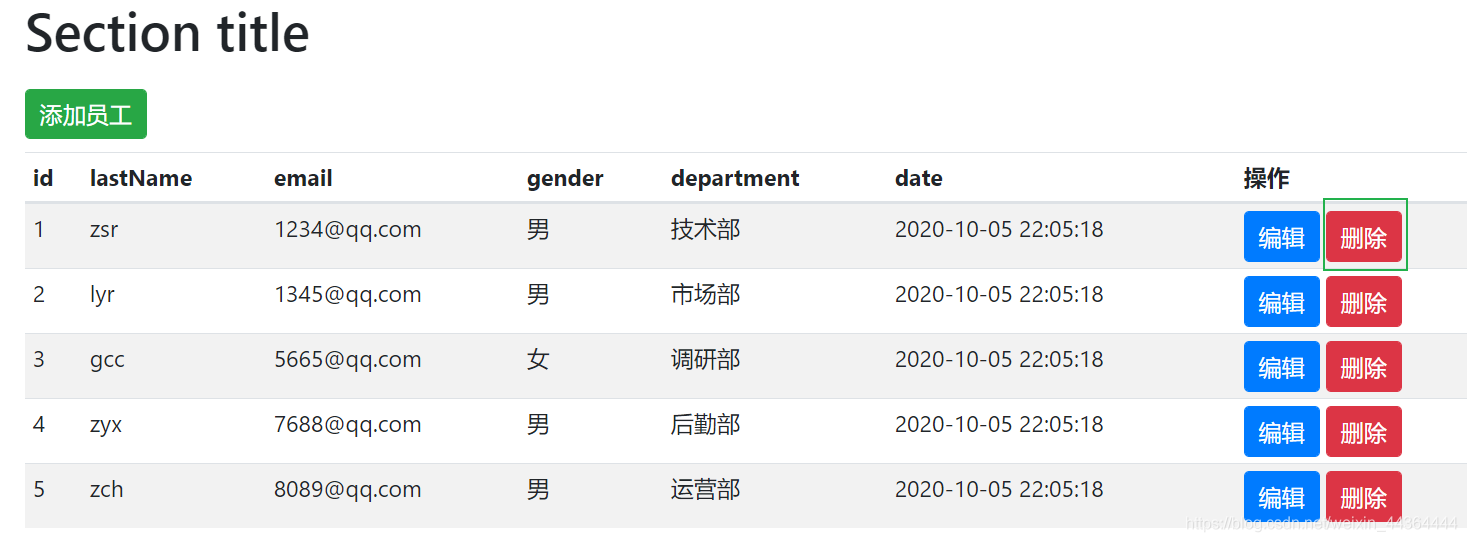 Section title
添加员工
id lastName email gender department date 操作
1 zsr 1234@qq.com 男 技术部 2020-10-05 22:05:18 编辑 删除
2 lyr 1345@qq.com 男 市场部 2020-10-05 22:05:18 编辑 删除
3 gcc 5665@qq.com 女 调研部 2020-10-05 22:05:18 编辑 删除
4 zyx 7688@qq.com 男 后勤部 2020-10-05 22:05:18 编辑 删除
5 zch 8089@qq.com 男 运营部 2020-10-05 22:05:18 编辑 删除
https://blog.csdn.net/weixin_44364444